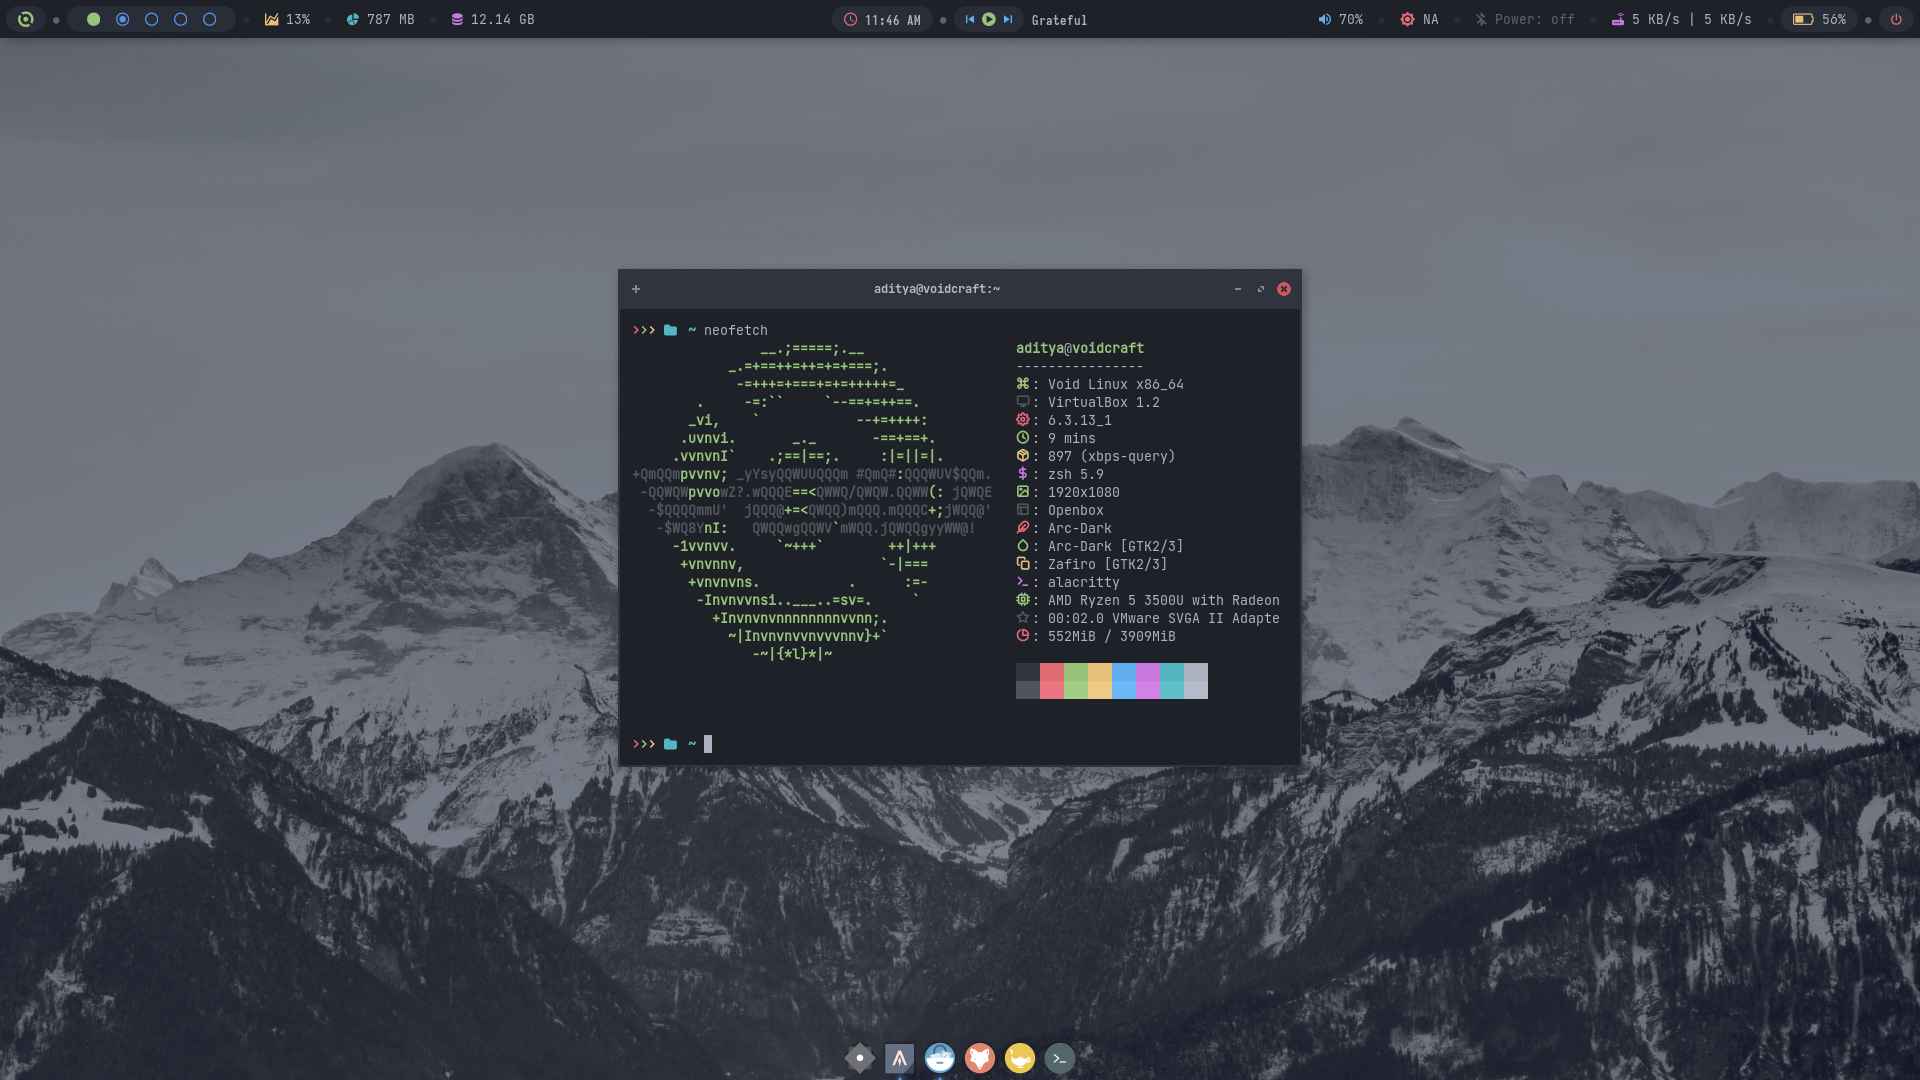 13% 787 MB 12.14 GB 11:46 AM Grateful 70% NA Power: off 5 KB/s | 5 KB/s 56%
aditya@voidcraft:~
~ neofetch
__.;=====;.__
_.=+==++=++=+=+===;.
-=+++=+===+=+=+++++=_
.     -=:``     `--==+=++==.
_vi,    `            --+=++++:
.uvnvi.       _._       -==+==+.
.vvnvnI`    .;==|==;.     :|=||=|.
+QmQQmpvvnv; _yYsyQQWUUQQQm #QmQ#:QQQWUV$QQm.
-QQWQWpvvowZ?.wQQQE==<QWWQ/QWQW.QQWW(: jQWQE
-$QQQQmmU'  jQQQ@+=<QWQQ)mQQQ.mQQQC+;jWQQ@'
-$WQ8YnI:   QWQQwgQQWV`mWQQ.jQWQQgyyWW@!
-1vvnvv.     `~+++`        ++|+++
+vnvnnv,                 `-|===
+vnvnvns.           .      :=-
-Invnvvnsi..___..=sv=.     `
+Invnvnvnnnnnnnnvvnn;.
~|Invnvnvvnvvvnnv}+`
-~|{*l}*|~
aditya@voidcraft
----------------
: Void Linux x86_64
: VirtualBox 1.2
: 6.3.13_1
: 9 mins
: 897 (xbps-query)
: zsh 5.9
: 1920x1080
: Openbox
: Arc-Dark
: Arc-Dark [GTK2/3]
: Zafiro [GTK2/3]
: alacritty
: AMD Ryzen 5 3500U with Radeon
: 00:02.0 VMware SVGA II Adapte
: 552MiB / 3909MiB
~